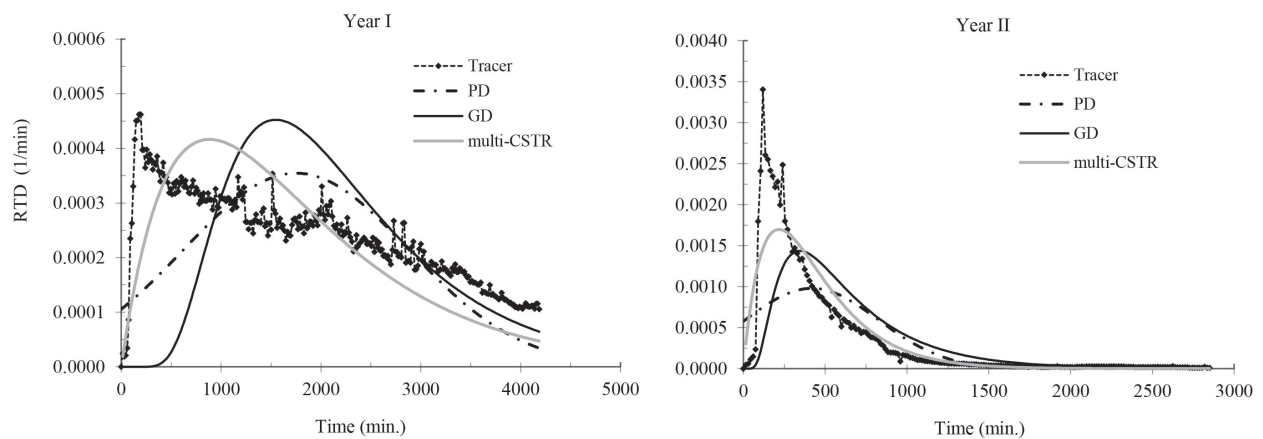 Year I
0.0006
0.0005
0.0004
0.0003
0.0002
0.0001
0.0000
RTD (1/min)
Tracer
PD
GD
multi-CSTR
0 1000 2000 3000 4000 5000
Time (min.)
Year II
0.0040
0.0035
0.0030
0.0025
0.0020
0.0015
0.0010
0.0005
0.0000
Tracer
PD
GD
multi-CSTR
0 500 1000 1500 2000 2500 3000
Time (min.)